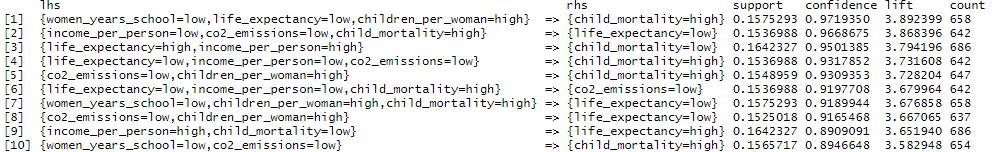 lhs rhs support confidence lift count
[1] {women_years_school=low,life_expectancy=low,children_per_woman=high} => {child_mortality=high} 0.1575293 0.9719350 3.892399 658
[2] {income_per_person=low,co2_emissions=low,child_mortality=high} => {life_expectancy=low} 0.1536988 0.9668675 3.868396 642
[3] {life_expectancy=high,income_per_person=high} => {child_mortality=low} 0.1642327 0.9501385 3.794196 686
[4] {life_expectancy=low,income_per_person=low,co2_emissions=low} => {child_mortality=high} 0.1536988 0.9317852 3.731608 642
[5] {co2_emissions=low,children_per_woman=high} => {child_mortality=high} 0.1548959 0.9309353 3.728204 647
[6] {life_expectancy=low,income_per_person=low,child_mortality=high} => {co2_emissions=low} 0.1536988 0.9197708 3.679964 642
[7] {women_years_school=low,children_per_woman=high,child_mortality=high} => {life_expectancy=low} 0.1575293 0.9189944 3.676858 658
[8] {co2_emissions=low,children_per_woman=high} => {life_expectancy=low} 0.1525018 0.9165468 3.667065 637
[9] {income_per_person=high,child_mortality=low} => {life_expectancy=high} 0.1642327 0.8909091 3.651940 686
[10] {women_years_school=low,co2_emissions=low} => {child_mortality=high} 0.1565717 0.8946648 3.582948 654